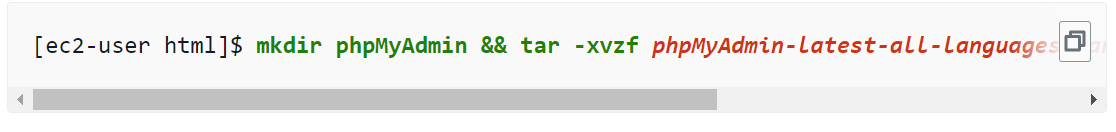 [ec2-user html]$ mkdir phpMyAdmin && tar -xvzf phpMyAdmin-latest-all-languages